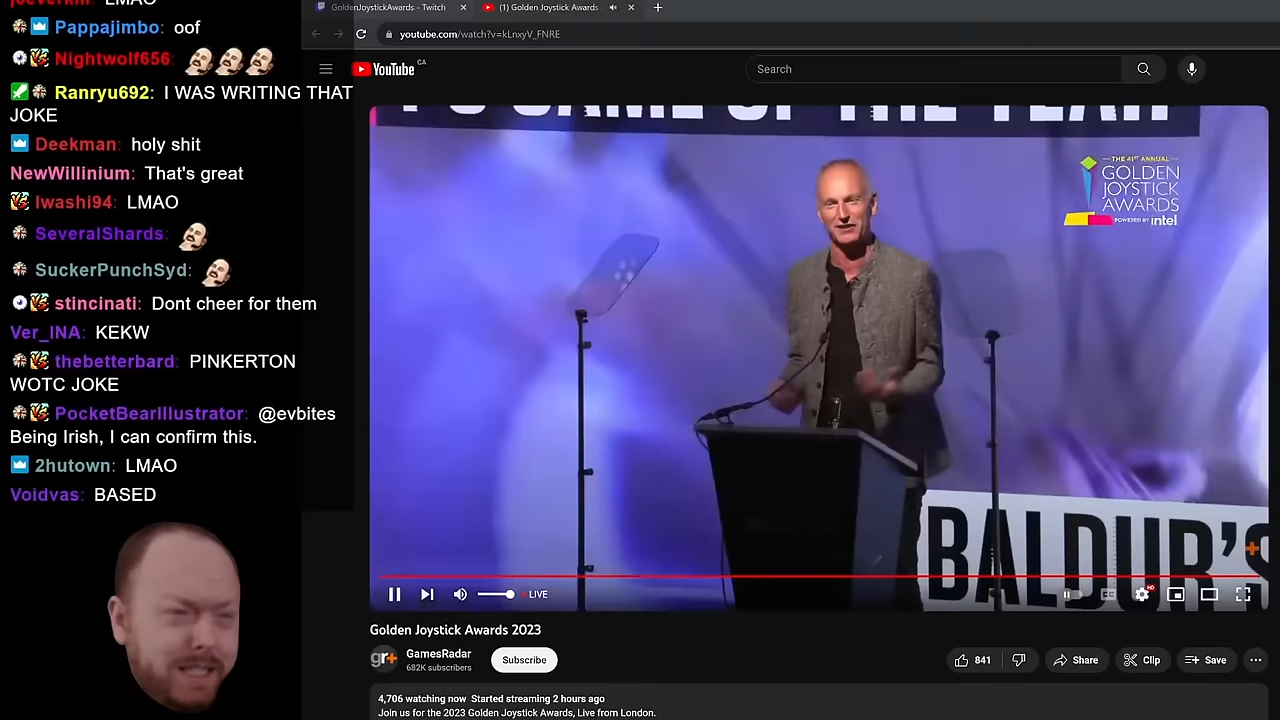 joeverkill: LMAO
Pappajimbo: oof
Nightwolf656:
Ranryu692: I WAS WRITING THAT
JOKE
Deekman: holy shit
NewWillinium: That's great
Iwashi94: LMAO
SeveralShards:
SuckerPunchSyd:
stincinati: Dont cheer for them
Ver_INA: KEKW
thebetterbard: PINKERTON
WOTC JOKE
PocketBearIllustrator: @evbites
Being Irish, I can confirm this.
2hutown: LMAO
Voidvas: BASED
GoldenJoystickAwards - Twitch
(1) Golden Joystick Awards
youtube.com/watch?v=kLnxyV_FNRE
YouTube CA
Search
PC GAME OF THE YEAR
THE 41ST ANNUAL
GOLDEN
JOYSTICK
AWARDS
POWERED BY intel
BALDUR'S
LIVE
HD
Golden Joystick Awards 2023
gr+
GamesRadar
682K subscribers
Subscribe
841
Share
Clip
Save
4,706 watching now Started streaming 2 hours ago
Join us for the 2023 Golden Joystick Awards, Live from London.